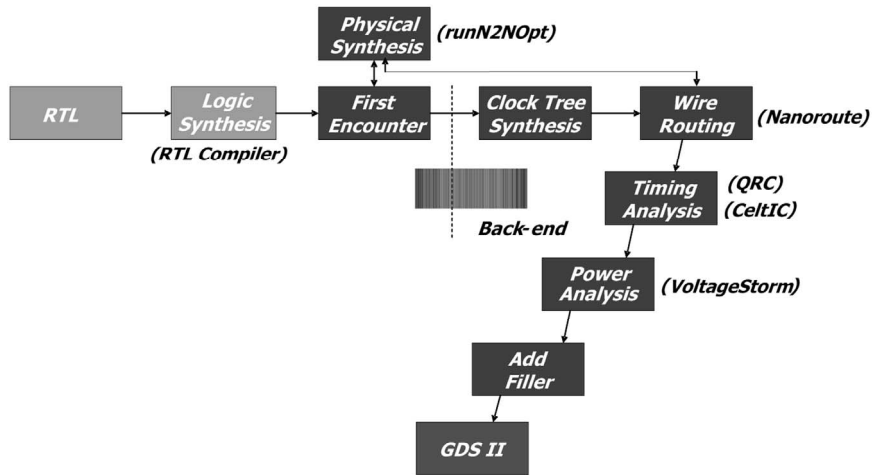 Physical
Synthesis
(runN2NOpt)
RTL
Logic
Synthesis
(RTL Compiler)
First
Encounter
Clock Tree
Synthesis
Wire
Routing
(Nanoroute)
Back-end
Timing
Analysis
(QRC)
(CeltIC)
Power
Analysis
(VoltageStorm)
Add
Filler
GDS II